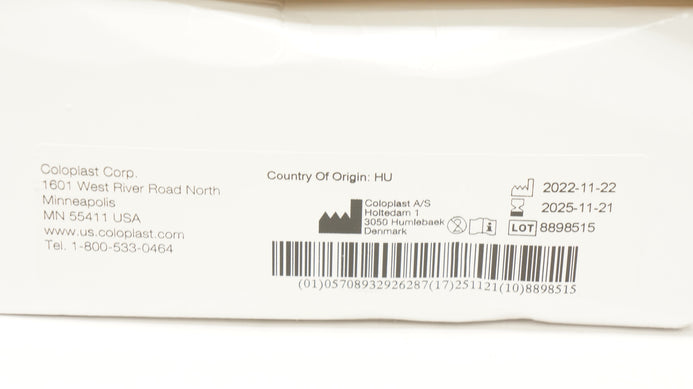 Coloplast Corp.
1601 West River Road North
Minneapolis
MN 55411 USA
www.us.coloplast.com
Tel. 1-800-533-0464
Country Of Origin: HU
Coloplast A/S
Holtedam 1
3050 Humlebaek
Denmark
2022-11-22
2025-11-21
LOT 8898515
(01)05708932926287(17)251121(10)8898515